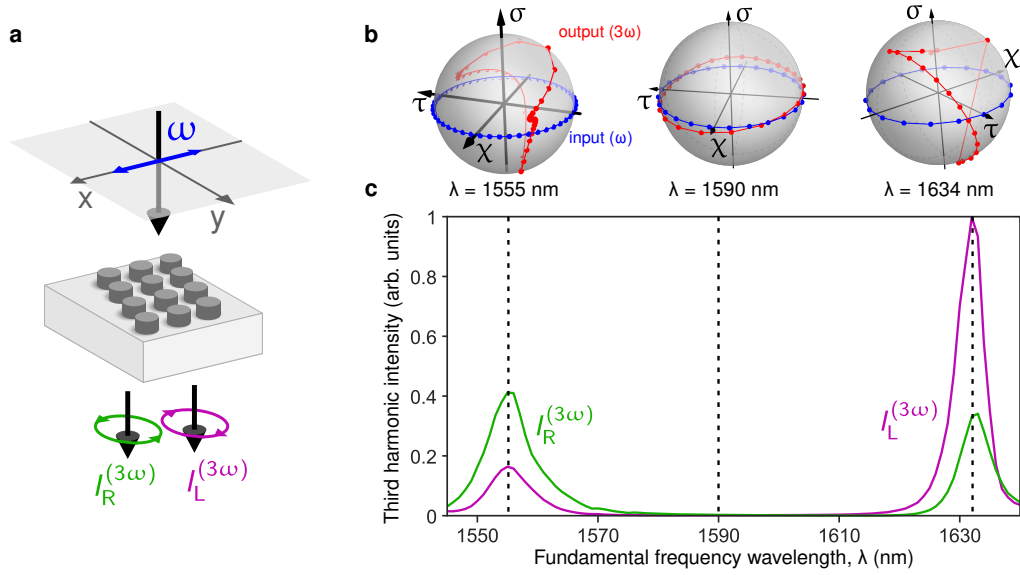 a
ω
x
y
I_R^(3ω)
I_L^(3ω)
b
σ
τ
χ
output (3ω)
input (ω)
λ = 1555 nm
σ
τ
χ
λ = 1590 nm
σ
χ
τ
λ = 1634 nm
c
Third harmonic intensity (arb. units)
1
0.8
0.6
0.4
0.2
0
I_R^(3ω)
I_L^(3ω)
1550
1570
1590
1610
1630
Fundamental frequency wavelength, λ (nm)